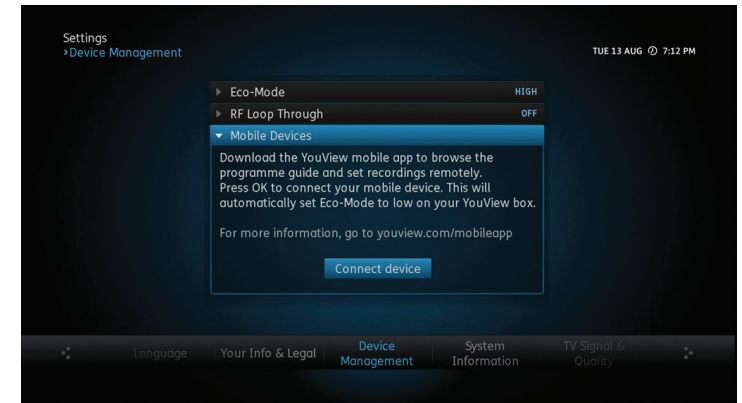 Settings
›Device Management
TUE 13 AUG 7:12 PM
Eco-Mode HIGH
RF Loop Through OFF
Mobile Devices
Download the YouView mobile app to browse the
programme guide and set recordings remotely.
Press OK to connect your mobile device. This will
automatically set Eco-Mode to low on your YouView box.
For more information, go to youview.com/mobileapp
Connect device
Language
Your Info & Legal
Device
Management
System
Information
TV Signal &
Quality